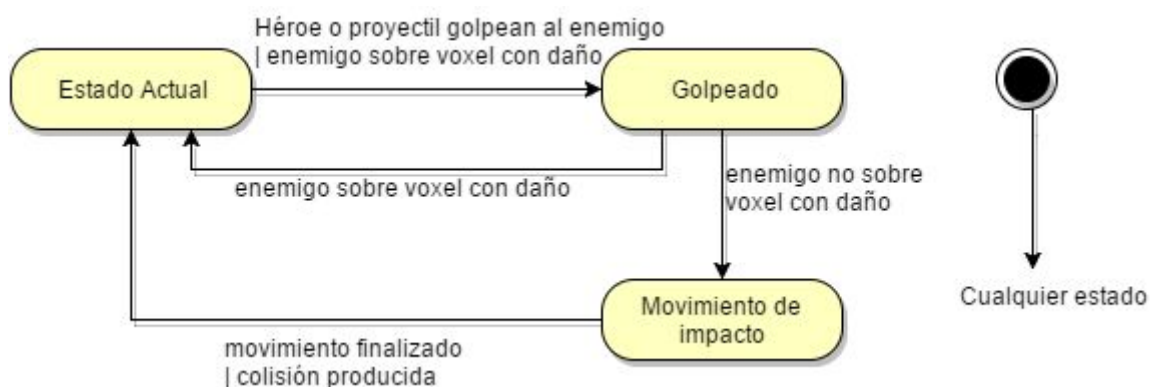 Héroe o proyectil golpean al enemigo
| enemigo sobre voxel con daño
Estado Actual
Golpeado
enemigo sobre voxel con daño
enemigo no sobre
voxel con daño
Cualquier estado
Movimiento de
impacto
movimiento finalizado
| colisión producida